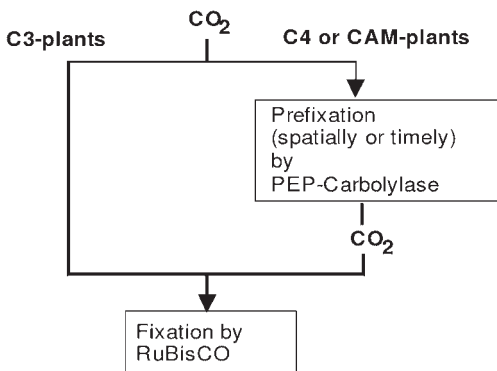 CO2
C3-plants
C4 or CAM-plants
Prefixation
(spatially or timely)
by
PEP-Carbolylase
CO2
Fixation by
RuBisCO